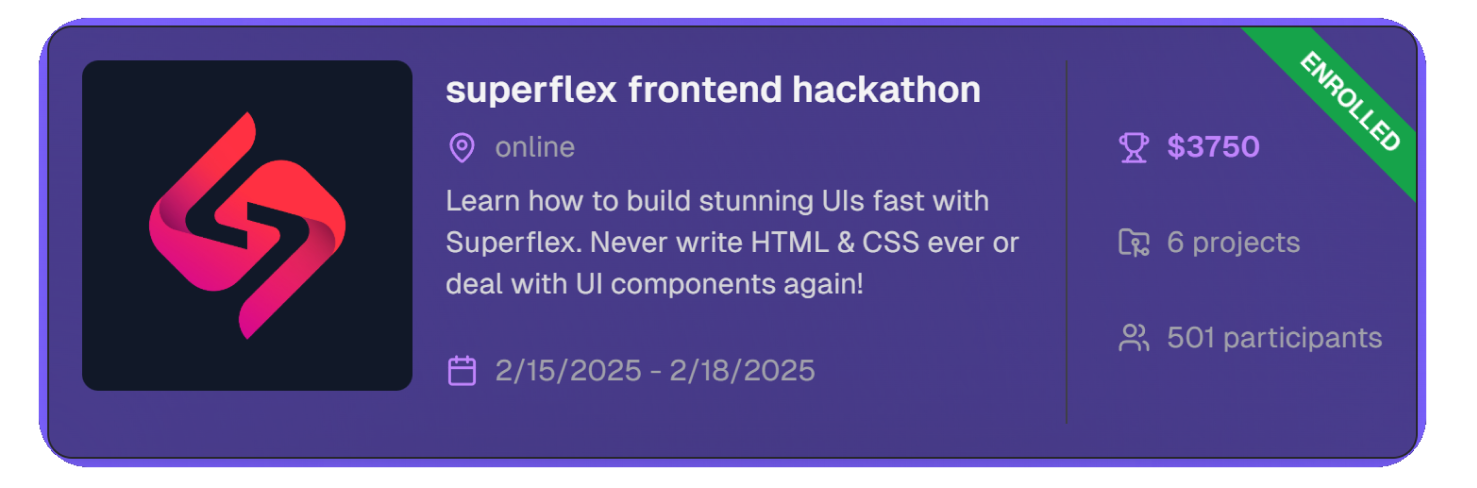 superflex frontend hackathon
online
Learn how to build stunning UIs fast with
Superflex. Never write HTML & CSS ever or
deal with UI components again!
2/15/2025 - 2/18/2025
ENROLLED
$3750
6 projects
501 participants